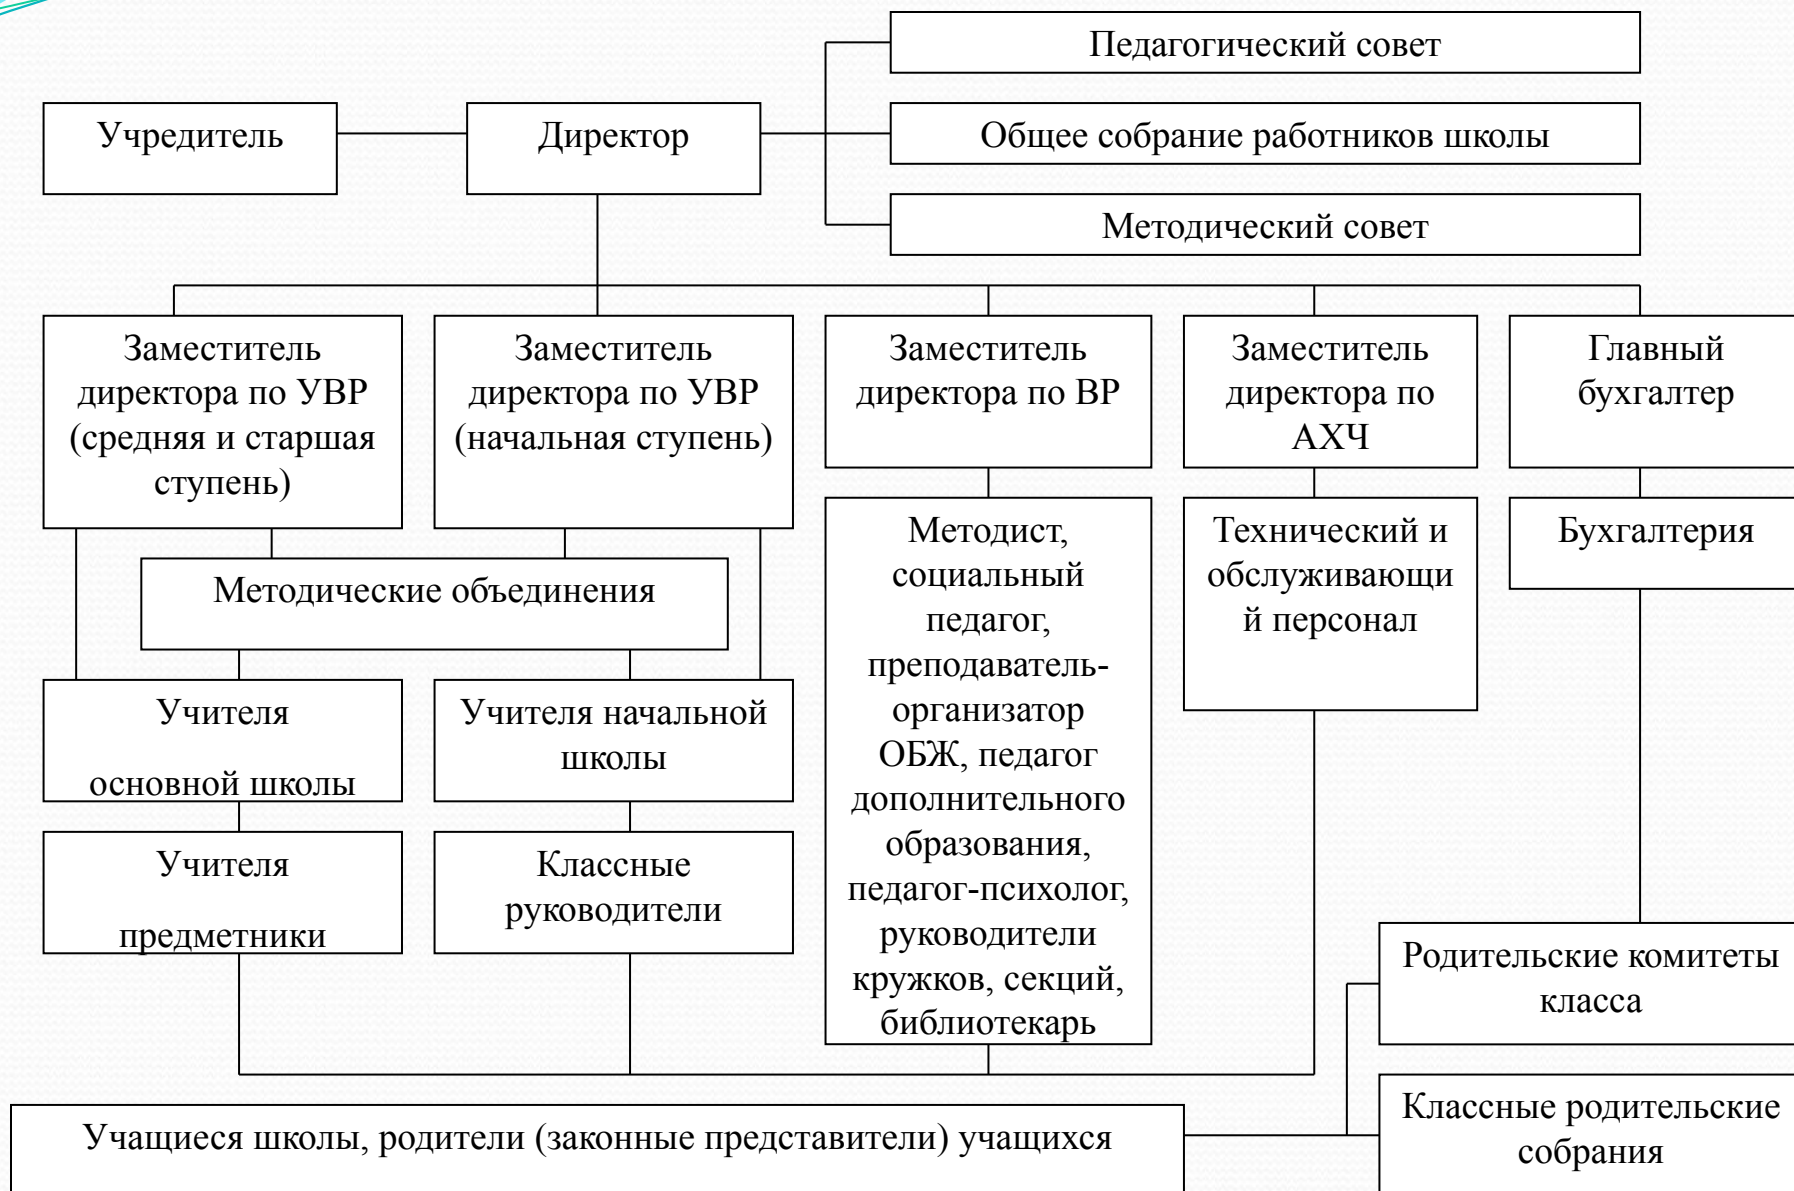 Педагогический совет
Учредитель
Директор
Общее собрание работников школы
Методический совет
Заместитель
директора по УВР
(средняя и старшая
ступень)
Заместитель
директора по УВР
(начальная ступень)
Заместитель
директора по ВР
Заместитель
директора по
АХЧ
Главный
бухгалтер
Методист,
социальный
педагог,
преподаватель-
организатор
ОБЖ, педагог
дополнительного
образования,
педагог-психолог,
руководители
кружков, секций,
библиотекарь
Технический и
обслуживающи
й персонал
Бухгалтерия
Методические объединения
Учителя
основной школы
Учителя начальной
школы
Учителя
предметники
Классные
руководители
Родительские комитеты
класса
Классные родительские
собрания
Учащиеся школы, родители (законные представители) учащихся